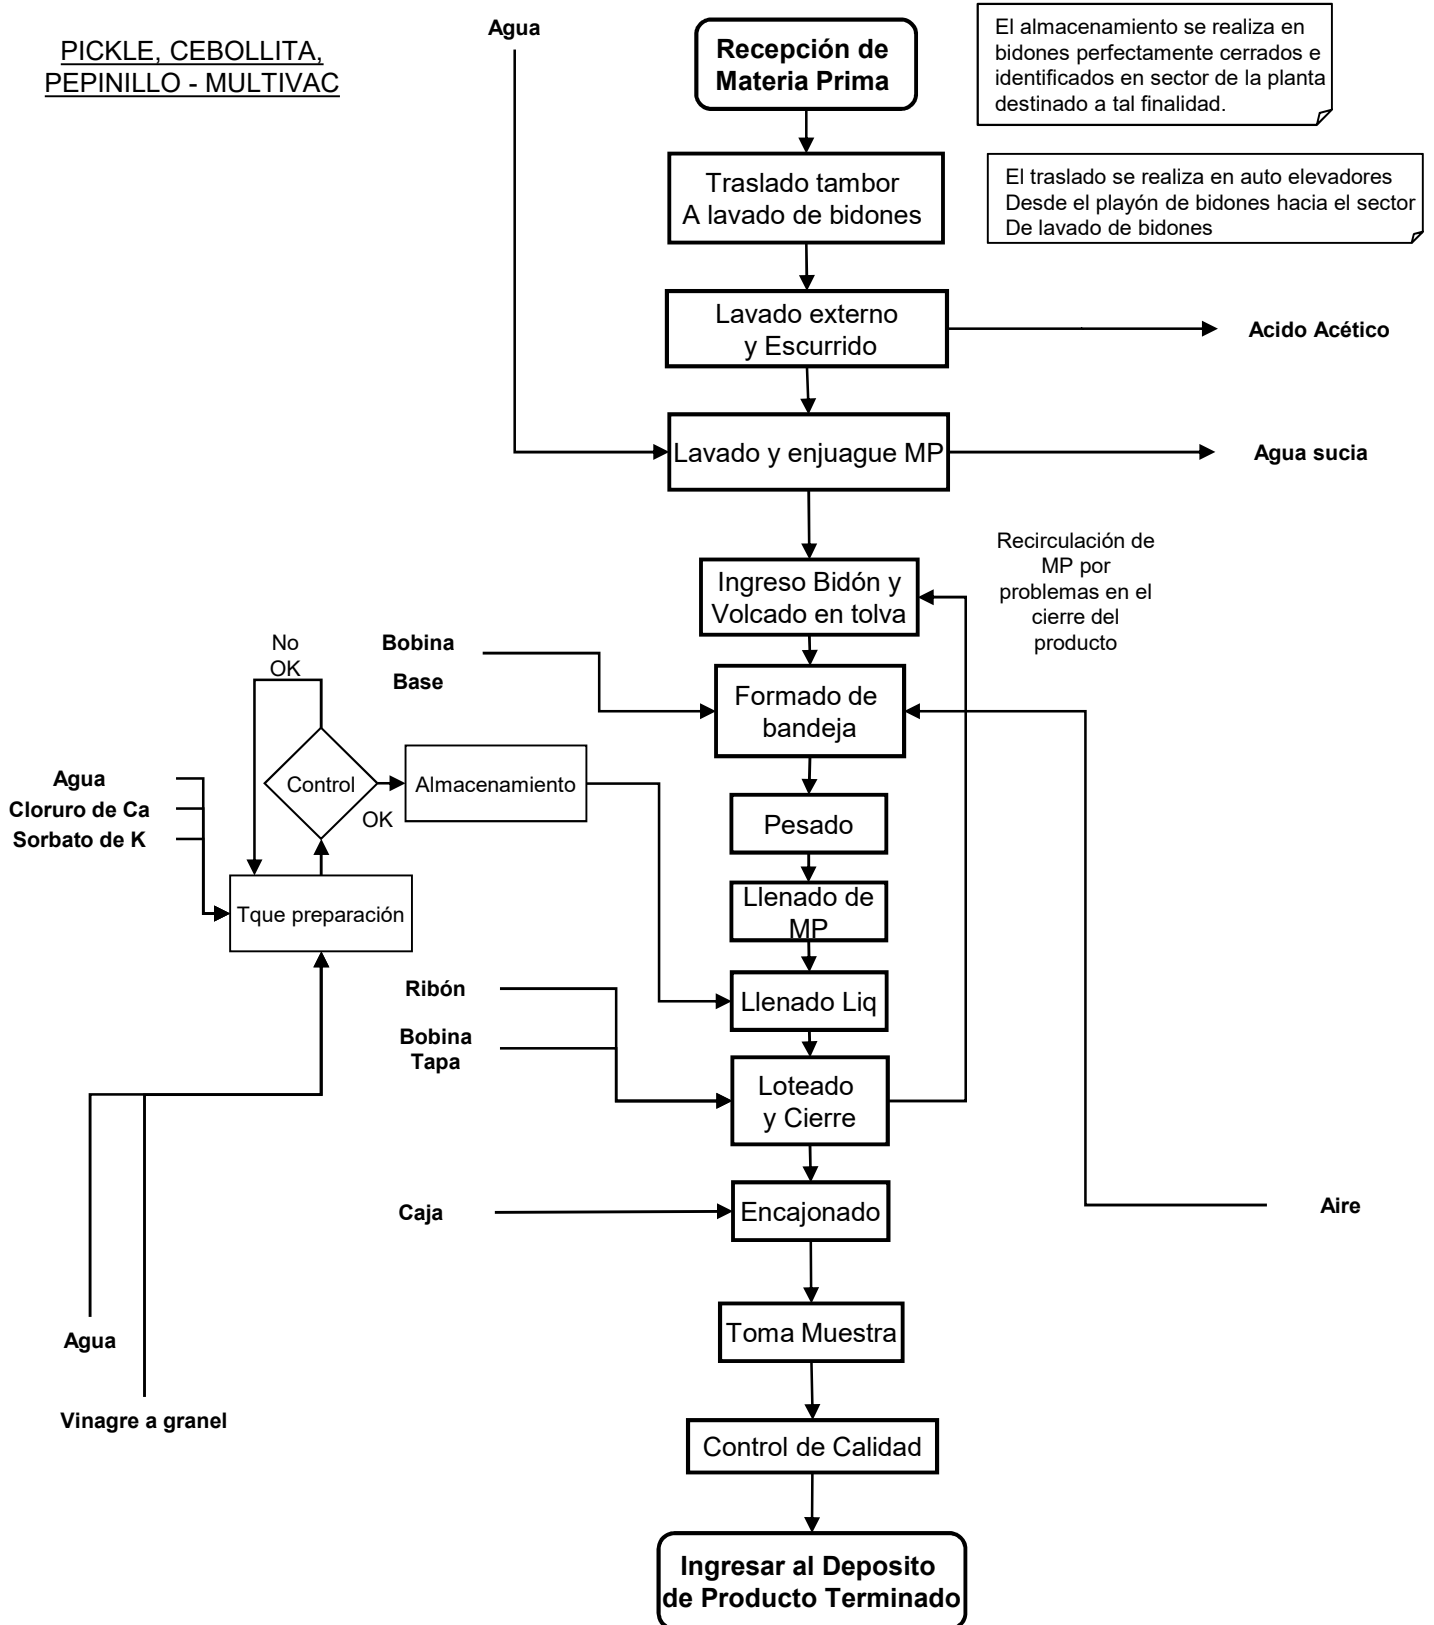 PICKLE, CEBOLLITA,
PEPINILLO - MULTIVAC
Agua
Recepción de
Materia Prima
El almacenamiento se realiza en
bidones perfectamente cerrados e
identificados en sector de la planta
destinado a tal finalidad.
Traslado tambor
A lavado de bidones
El traslado se realiza en auto elevadores
Desde el playón de bidones hacia el sector
De lavado de bidones
Lavado externo
y Escurrido
Acido Acético
Lavado y enjuague MP
Agua sucia
Ingreso Bidón y
Volcado en tolva
Recirculación de
MP por
problemas en el
cierre del
producto
No
OK
Bobina
Base
Formado de
bandeja
Control
OK
Almacenamiento
Agua
Cloruro de Ca
Sorbato de K
Pesado
Tque preparación
Llenado de
MP
Ribón
Llenado Liq
Bobina
Tapa
Loteado
y Cierre
Caja
Encajonado
Aire
Agua
Toma Muestra
Vinagre a granel
Control de Calidad
Ingresar al Deposito
de Producto Terminado